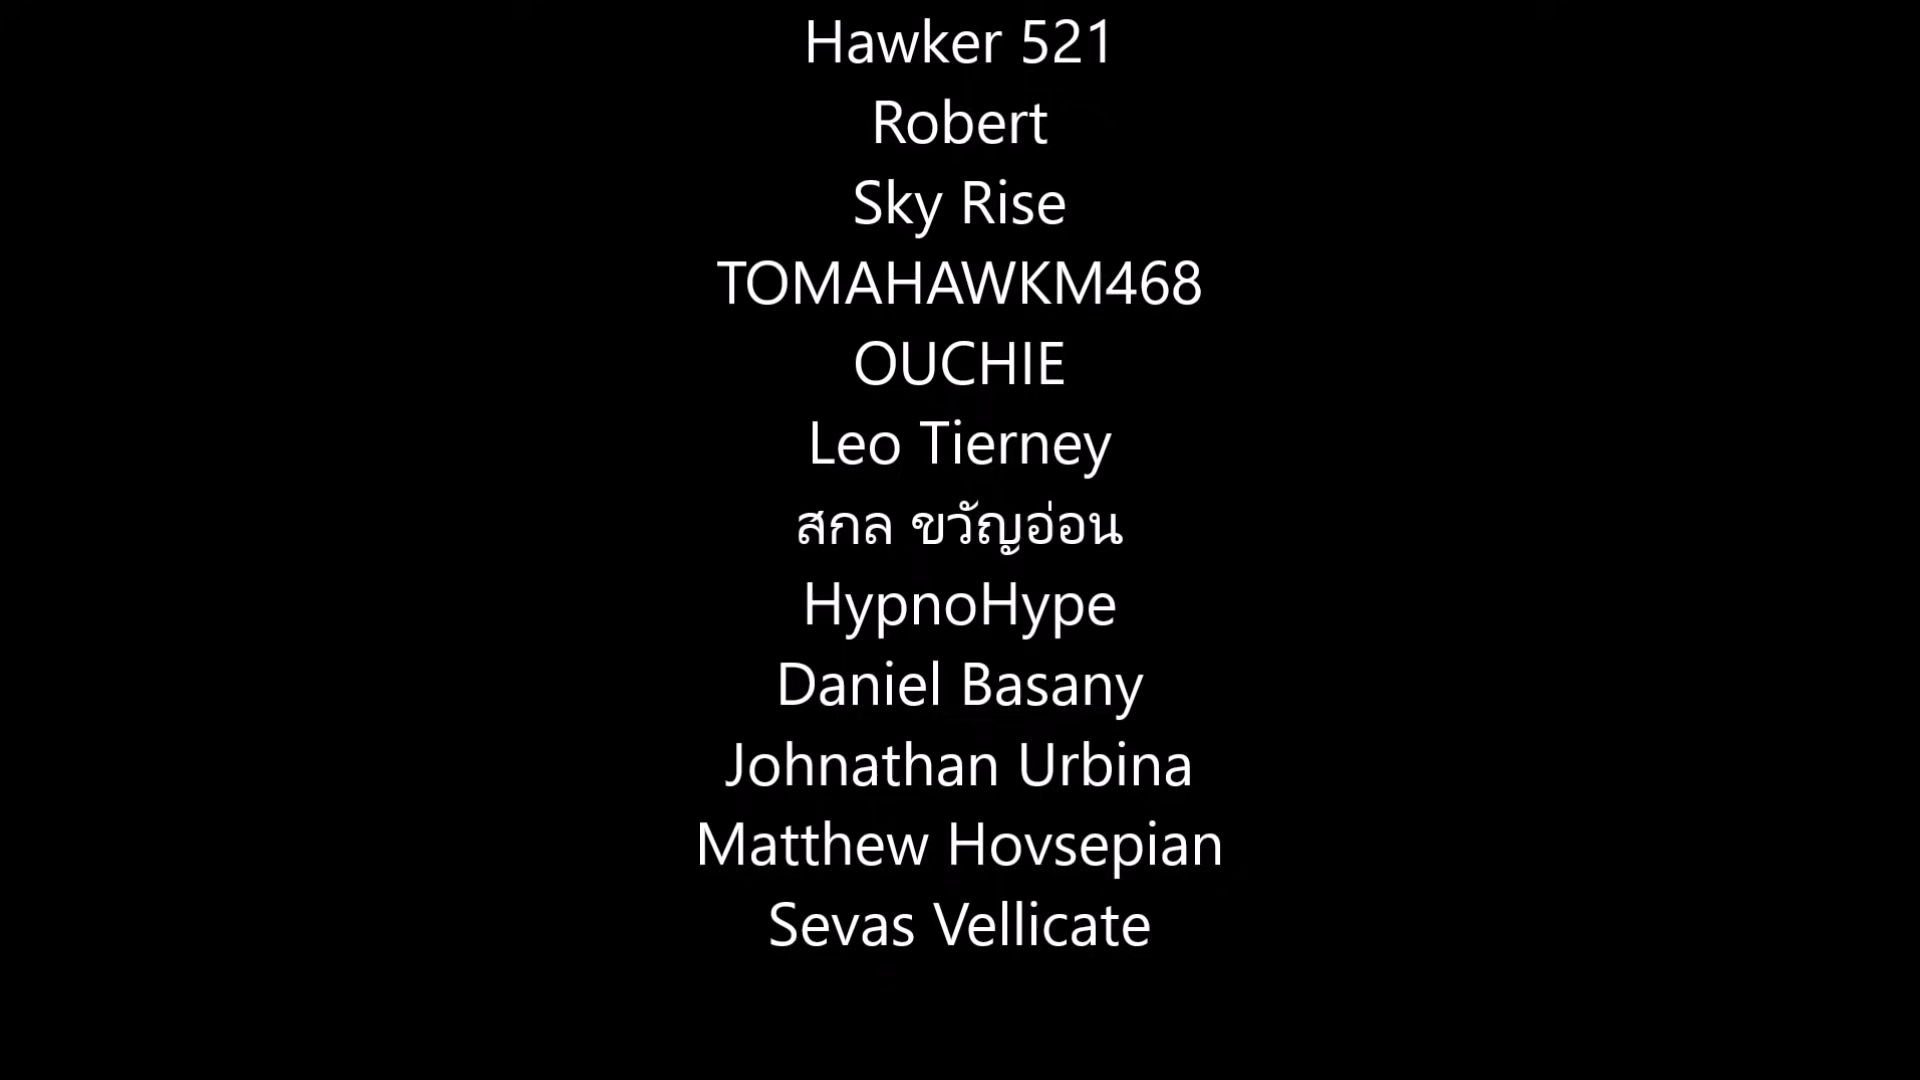 Hawker 521
Robert
Sky Rise
TOMAHAWKM468
OUCHIE
Leo Tierney
สกล ขวัญอ่อน
HypnoHype
Daniel Basany
Johnathan Urbina
Matthew Hovsepian
Sevas Vellicate